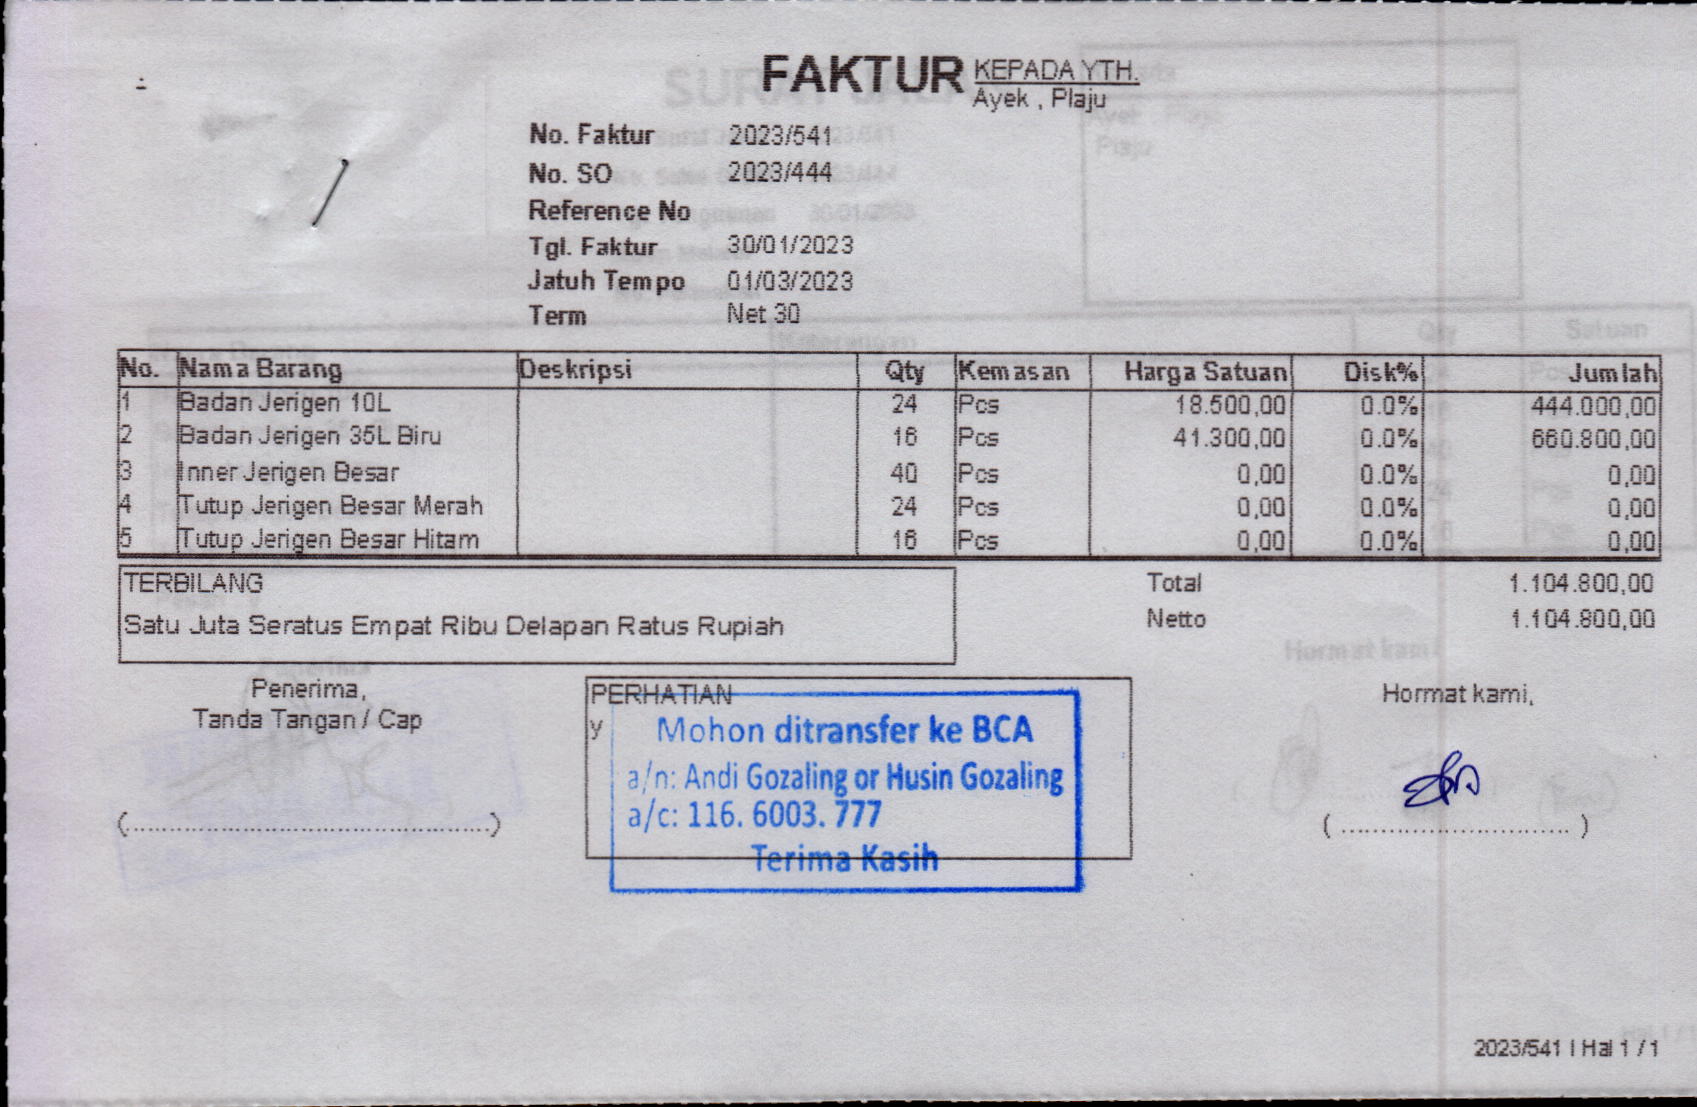 FAKTUR
KEPADA YTH.
Ayek , Plaju
No. Faktur 2023/541
No. SO 2023/444
Reference No
Tgl. Faktur 30/01/2023
Jatuh Tempo 01/03/2023
Term Net 30
No. Nama Barang Deskripsi Qty Kemasan Harga Satuan Disk% Jumlah
1 Badan Jerigen 10L 24 Pcs 18.500,00 0.0% 444.000,00
2 Badan Jerigen 35L Biru 16 Pcs 41.300,00 0.0% 660.800,00
3 Inner Jerigen Besar 40 Pcs 0,00 0.0% 0,00
4 Tutup Jerigen Besar Merah 24 Pcs 0,00 0.0% 0,00
5 Tutup Jerigen Besar Hitam 16 Pcs 0,00 0.0% 0,00
TERBILANG
Satu Juta Seratus Empat Ribu Delapan Ratus Rupiah
Total 1.104.800,00
Netto 1.104.800,00
Penerima,
Tanda Tangan / Cap
(............................................)
PERHATIAN
y
Mohon ditransfer ke BCA
a/n: Andi Gozaling or Husin Gozaling
a/c: 116. 6003. 777
Terima Kasih
Hormat kami,
( ............................ )
2023/541 | Hal 1 / 1